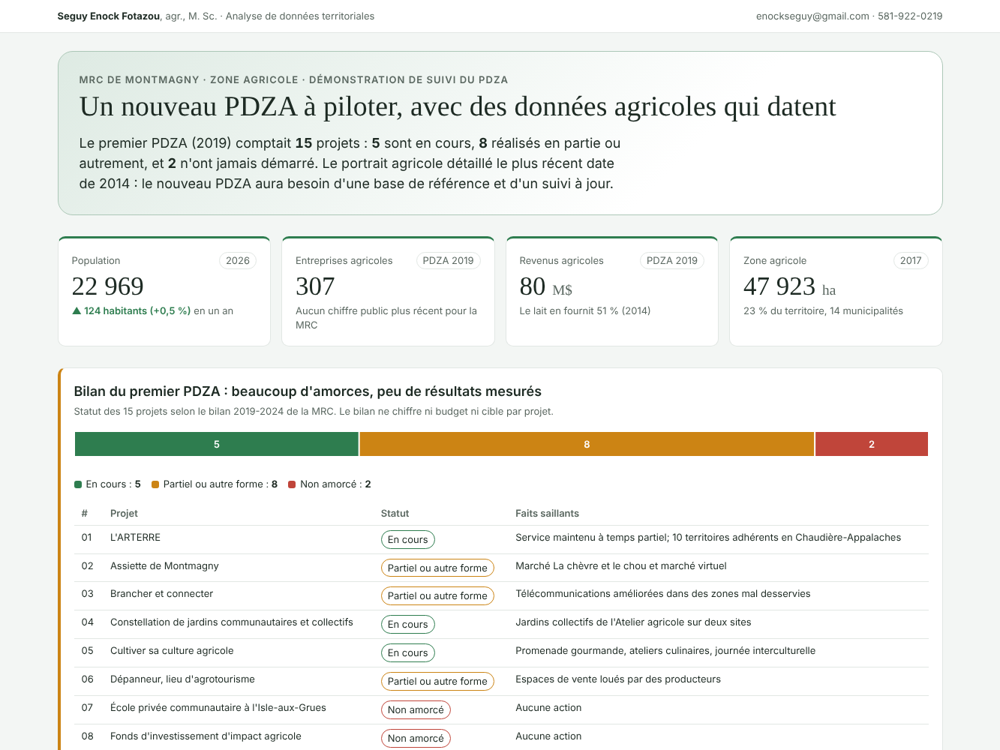 Seguy Enock Fotazou, agr., M. Sc. · Analyse de données territoriales
enockseguy@gmail.com · 581-922-0219
MRC DE MONTMAGNY · ZONE AGRICOLE · DÉMONSTRATION DE SUIVI DU PDZA
Un nouveau PDZA à piloter, avec des données agricoles qui datent
Le premier PDZA (2019) comptait 15 projets : 5 sont en cours, 8 réalisés en partie ou
autrement, et 2 n'ont jamais démarré. Le portrait agricole détaillé le plus récent date
de 2014 : le nouveau PDZA aura besoin d'une base de référence et d'un suivi à jour.
Population 2026
22 969
▲ 124 habitants (+0,5 %) en un an
Entreprises agricoles PDZA 2019
307
Aucun chiffre public plus récent pour la
MRC
Revenus agricoles PDZA 2019
80 M$
Le lait en fournit 51 % (2014)
Zone agricole 2017
47 923 ha
23 % du territoire, 14 municipalités
Bilan du premier PDZA : beaucoup d'amorces, peu de résultats mesurés
Statut des 15 projets selon le bilan 2019-2024 de la MRC. Le bilan ne chiffre ni budget ni cible par projet.
5 8 2
En cours : 5 Partiel ou autre forme : 8 Non amorcé : 2
# Projet Statut Faits saillants
01 L'ARTERRE En cours Service maintenu à temps partiel; 10 territoires adhérents en Chaudière-Appalaches
02 Assiette de Montmagny Partiel ou autre forme Marché La chèvre et le chou et marché virtuel
03 Brancher et connecter Partiel ou autre forme Télécommunications améliorées dans des zones mal desservies
04 Constellation de jardins communautaires et collectifs En cours Jardins collectifs de l'Atelier agricole sur deux sites
05 Cultiver sa culture agricole En cours Promenade gourmande, ateliers culinaires, journée interculturelle
06 Dépanneur, lieu d'agrotourisme Partiel ou autre forme Espaces de vente loués par des producteurs
07 École privée communautaire à l'Isle-aux-Grues Non amorcé Aucune action
08 Fonds d'investissement d'impact agricole Non amorcé Aucune action